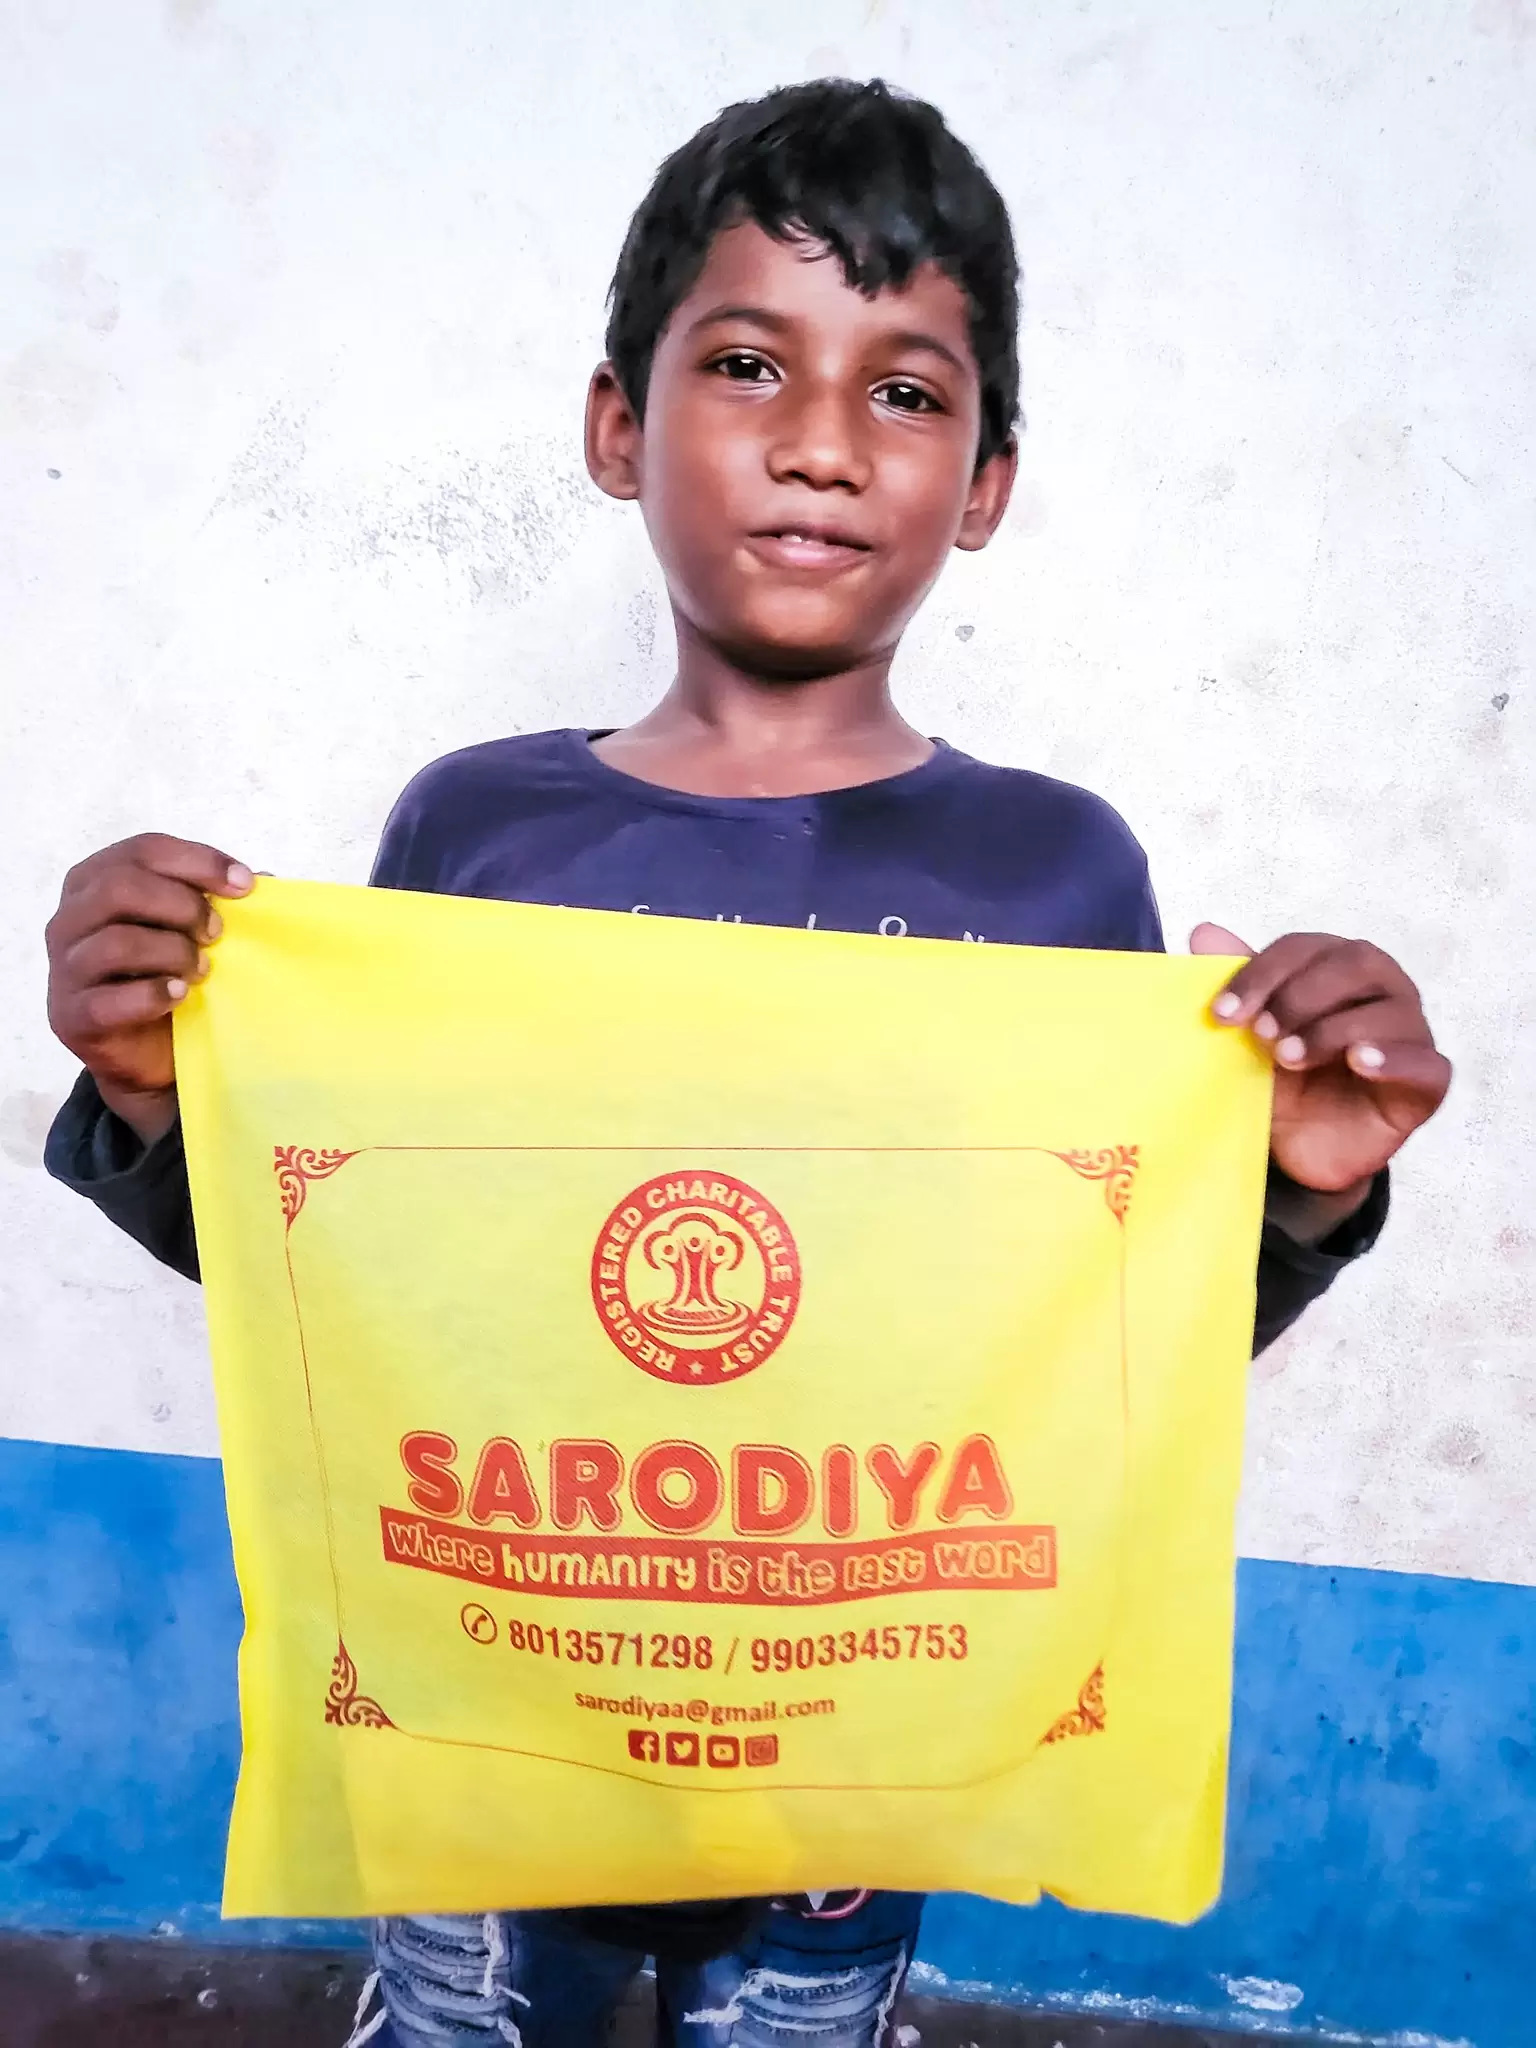 REGISTERED CHARITABLE TRUST
SARODIYA
where humanity is the last word
8013571298 / 9903345753
sarodiyaa@gmail.com